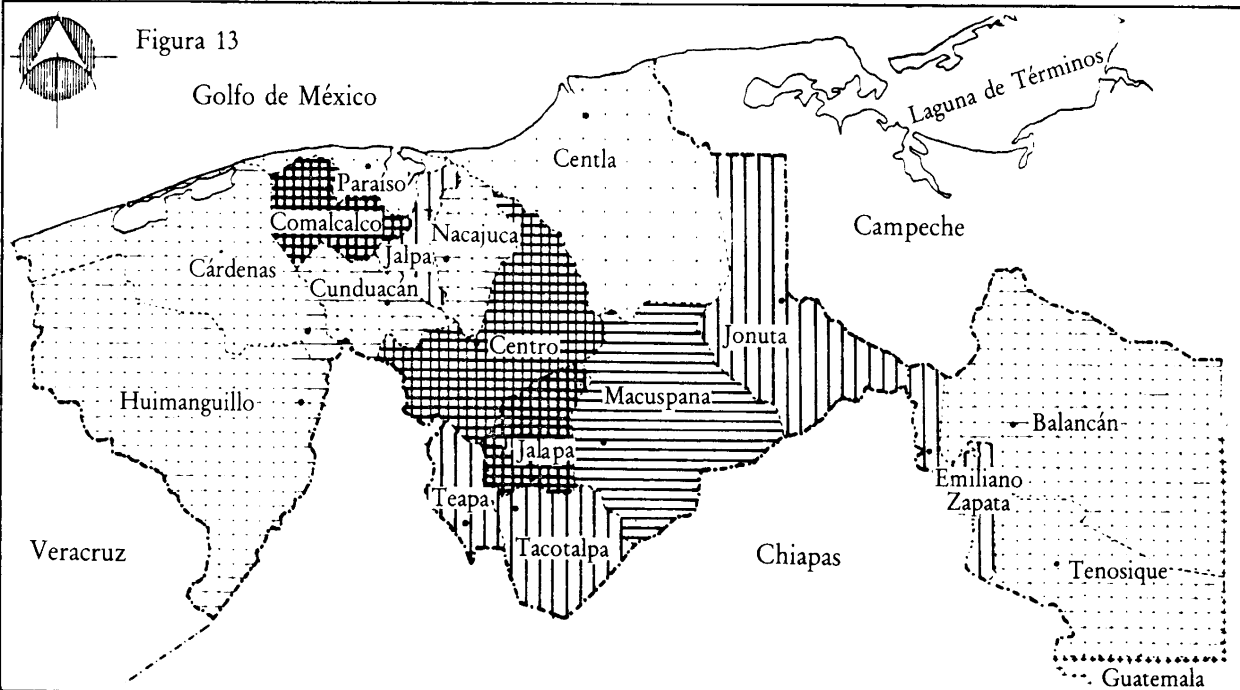 Figura 13
Golfo de México
Laguna de Términos
Centla
Paraíso
Comalcalco
Nacajuca
Campeche
Jalpa
Cárdenas
Cunduacán
Jonuta
Centro
Macuspana
Huimanguillo
Balancán
Jalapa
Emiliano
Zapata
Teapa
Veracruz
Tacotalpa
Chiapas
Tenosique
Guatemala